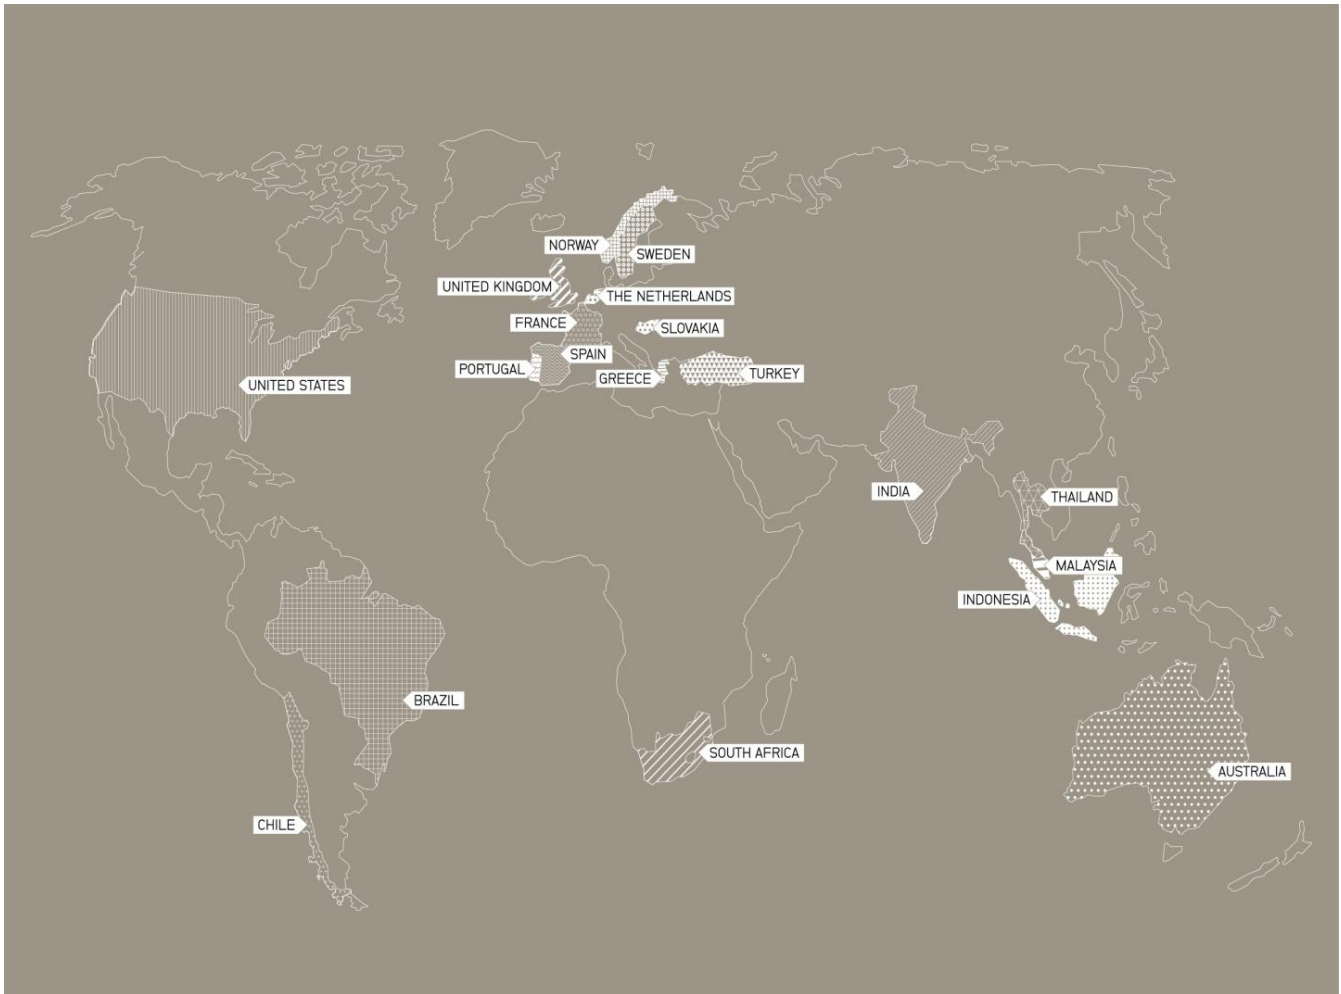 NORWAY
SWEDEN
UNITED KINGDOM
THE NETHERLANDS
FRANCE
SLOVAKIA
SPAIN
PORTUGAL
GREECE
TURKEY
UNITED STATES
INDIA
THAILAND
MALAYSIA
INDONESIA
BRAZIL
SOUTH AFRICA
AUSTRALIA
CHILE